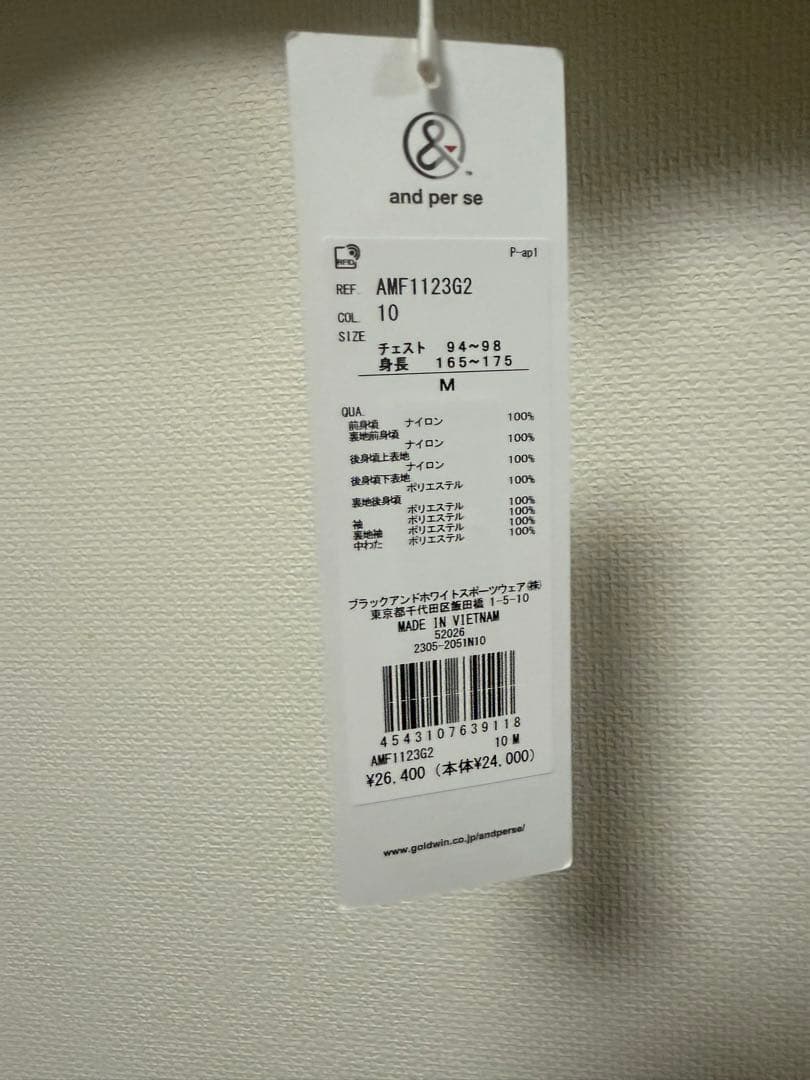 &
and per se
RFID
P-ap1
REF. AMF1123G2
COL. 10
SIZE
チェスト 94~98
身長 165~175
M
QUA.
前身頃 ナイロン 100%
裏地前身頃 ナイロン 100%
後身頃上表地 ナイロン 100%
後身頃下表地 ポリエステル 100%
裏地後身頃 ポリエステル 100%
袖 ポリエステル 100%
裏地袖 ポリエステル 100%
中わた ポリエステル 100%
ブラックアンドホワイトスポーツウェア㈱
東京都千代田区飯田橋 1-5-10
MADE IN VIETNAM
52026
2305-2051N10
4543107639118
AMF1123G2 10 M
¥26,400 (本体¥24,000)
www.goldwin.co.jp/andperse/